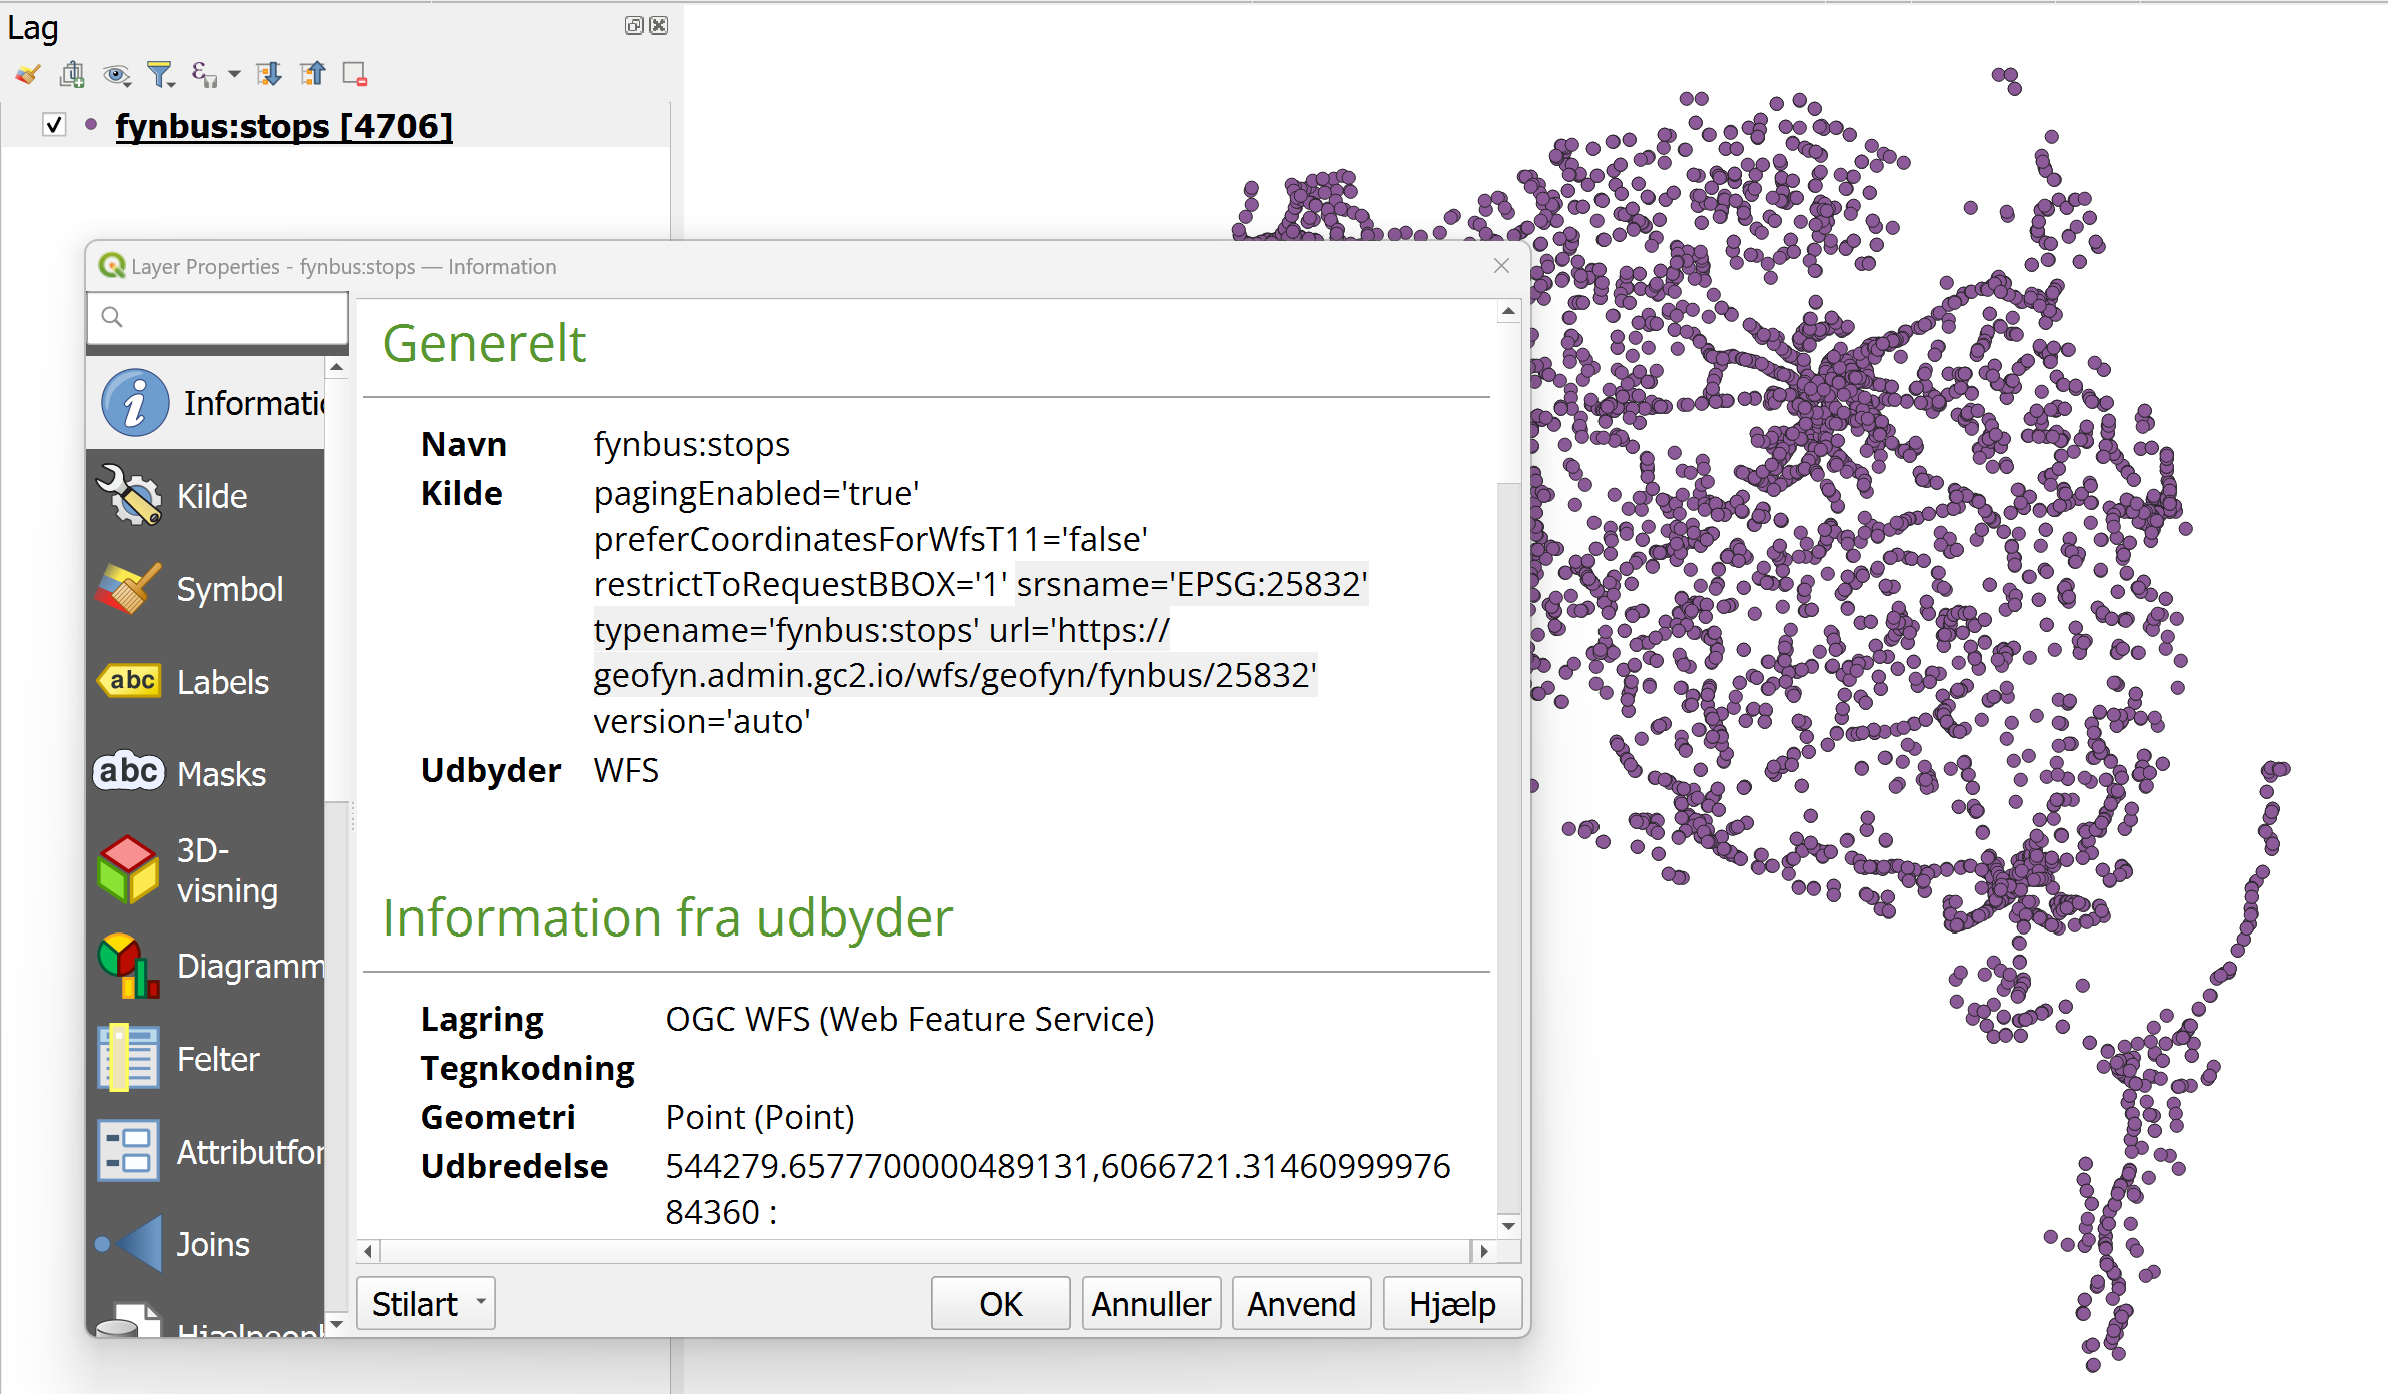 Lag
fynbus:stops [4706]
Layer Properties - fynbus:stops — Information
Generelt
Informatio
Navn fynbus:stops
Kilde pagingEnabled='true'
preferCoordinatesForWfsT11='false'
restrictToRequestBBOX='1' srsname='EPSG:25832'
typename='fynbus:stops' url='https://
geofyn.admin.gc2.io/wfs/geofyn/fynbus/25832'
version='auto'
Udbyder WFS
Kilde
Symbol
abc Labels
abc Masks
3D-
visning
Diagramm
Felter
Attributfor
Joins
Information fra udbyder
Lagring OGC WFS (Web Feature Service)
Tegnkodning
Geometri Point (Point)
Udbredelse 544279.6577700000489131,6066721.31460999976
84360 :
Stilart OK Annuller Anvend Hjælp